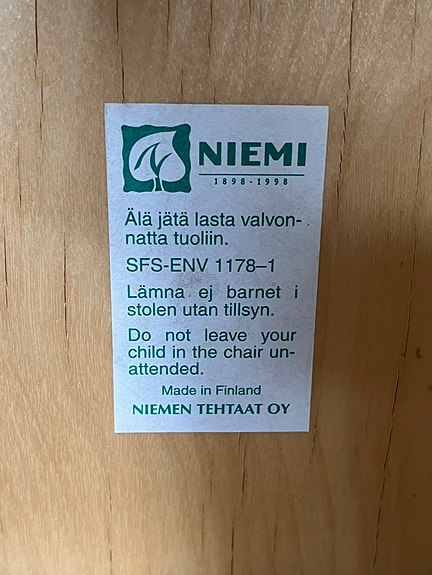 NIEMI
1898-1998
Älä jätä lasta valvon-
natta tuoliin.
SFS-ENV 1178–1
Lämna ej barnet i
stolen utan tillsyn.
Do not leave your
child in the chair un-
attended.
Made in Finland
NIEMEN TEHTAAT OY